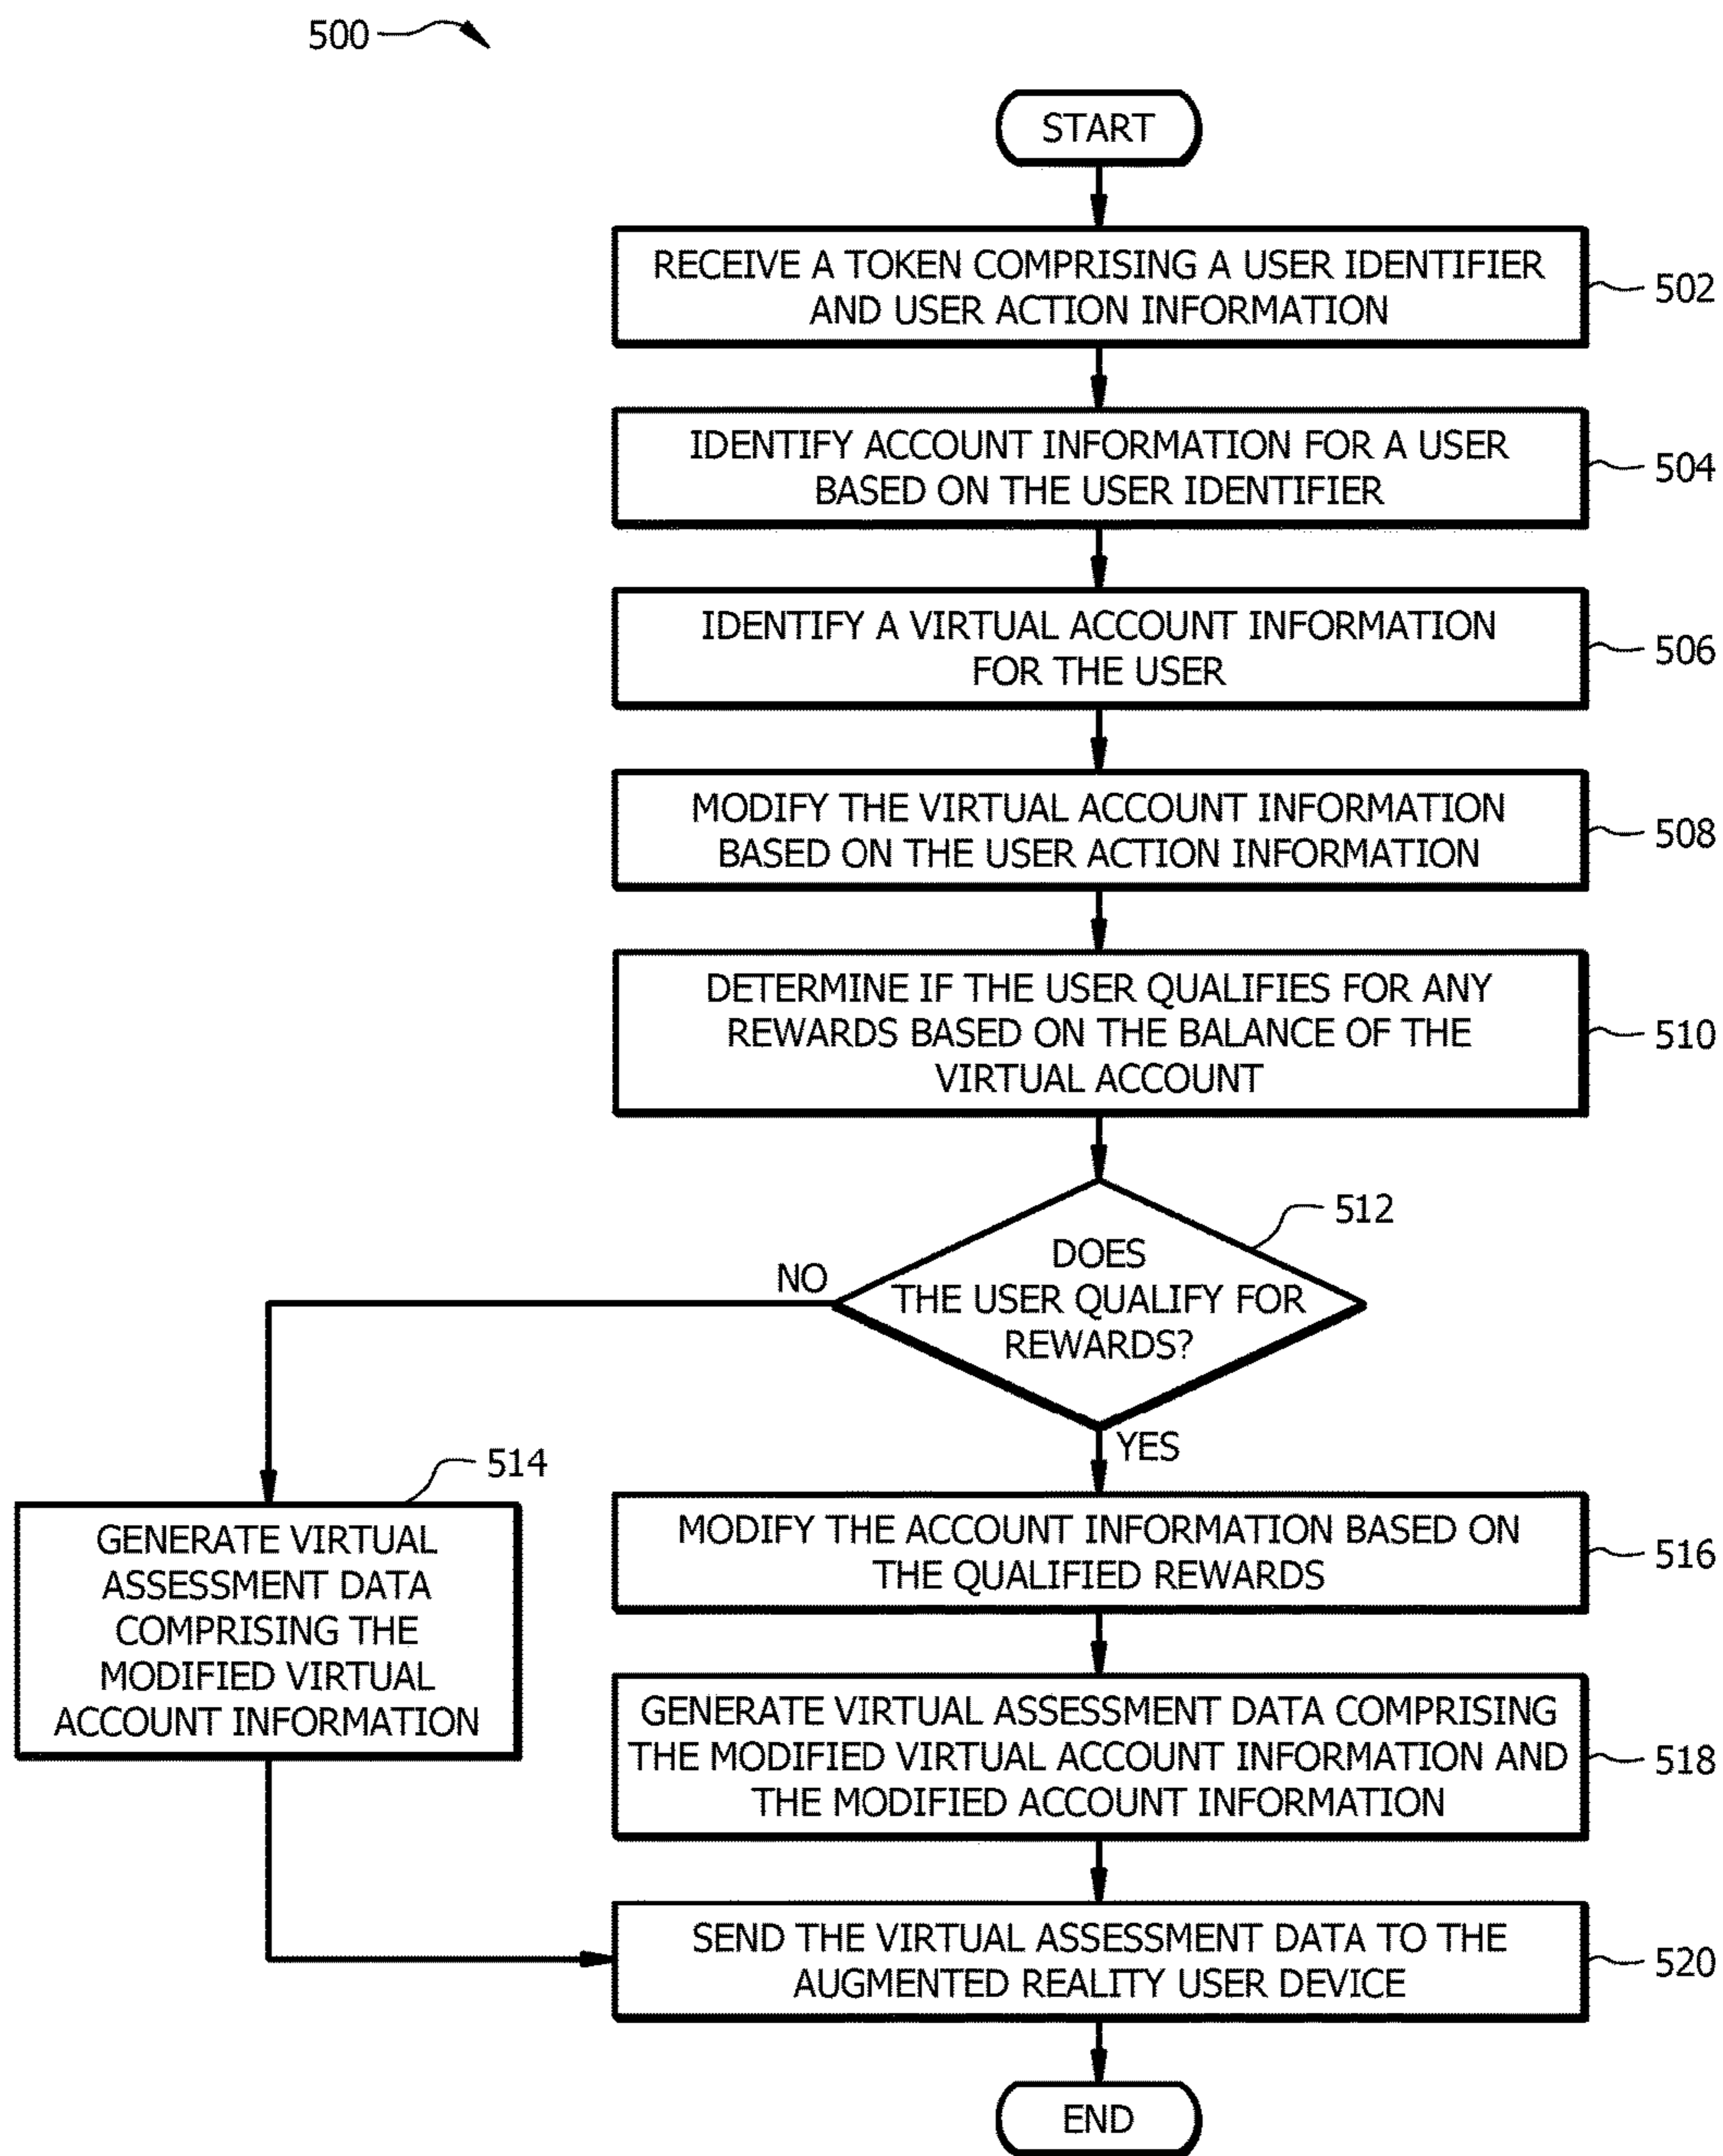 500
START
RECEIVE A TOKEN COMPRISING A USER IDENTIFIER
AND USER ACTION INFORMATION
502
IDENTIFY ACCOUNT INFORMATION FOR A USER
BASED ON THE USER IDENTIFIER
504
IDENTIFY A VIRTUAL ACCOUNT INFORMATION
FOR THE USER
506
MODIFY THE VIRTUAL ACCOUNT INFORMATION
BASED ON THE USER ACTION INFORMATION
508
DETERMINE IF THE USER QUALIFIES FOR ANY
REWARDS BASED ON THE BALANCE OF THE
VIRTUAL ACCOUNT
510
512
DOES
THE USER QUALIFY FOR
REWARDS?
NO
YES
514
GENERATE VIRTUAL
ASSESSMENT DATA
COMPRISING THE
MODIFIED VIRTUAL
ACCOUNT INFORMATION
MODIFY THE ACCOUNT INFORMATION BASED ON
THE QUALIFIED REWARDS
516
GENERATE VIRTUAL ASSESSMENT DATA COMPRISING
THE MODIFIED VIRTUAL ACCOUNT INFORMATION AND
THE MODIFIED ACCOUNT INFORMATION
518
SEND THE VIRTUAL ASSESSMENT DATA TO THE
AUGMENTED REALITY USER DEVICE
520
END